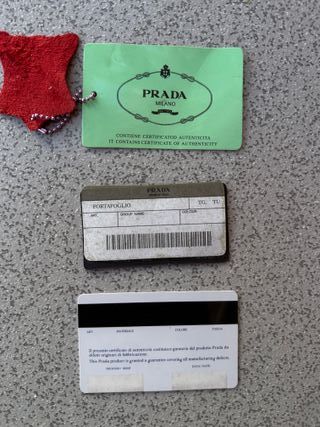 PRADA
MILANO
CONTIENE CERTIFICATO AUTENTICITÀ
IT CONTAINS CERTIFICATE OF AUTHENTICITY
PRADA
PORTAFOGLIO TG. TU
ART. GROUP NAME COLOUR
ART. MATERIALE COLORE
Il presente certificato di autenticità costituisce garanzia del prodotto Prada da
difetti originari di fabbricazione.
This Prada product is granted a guarantee covering all manufacturing defects.